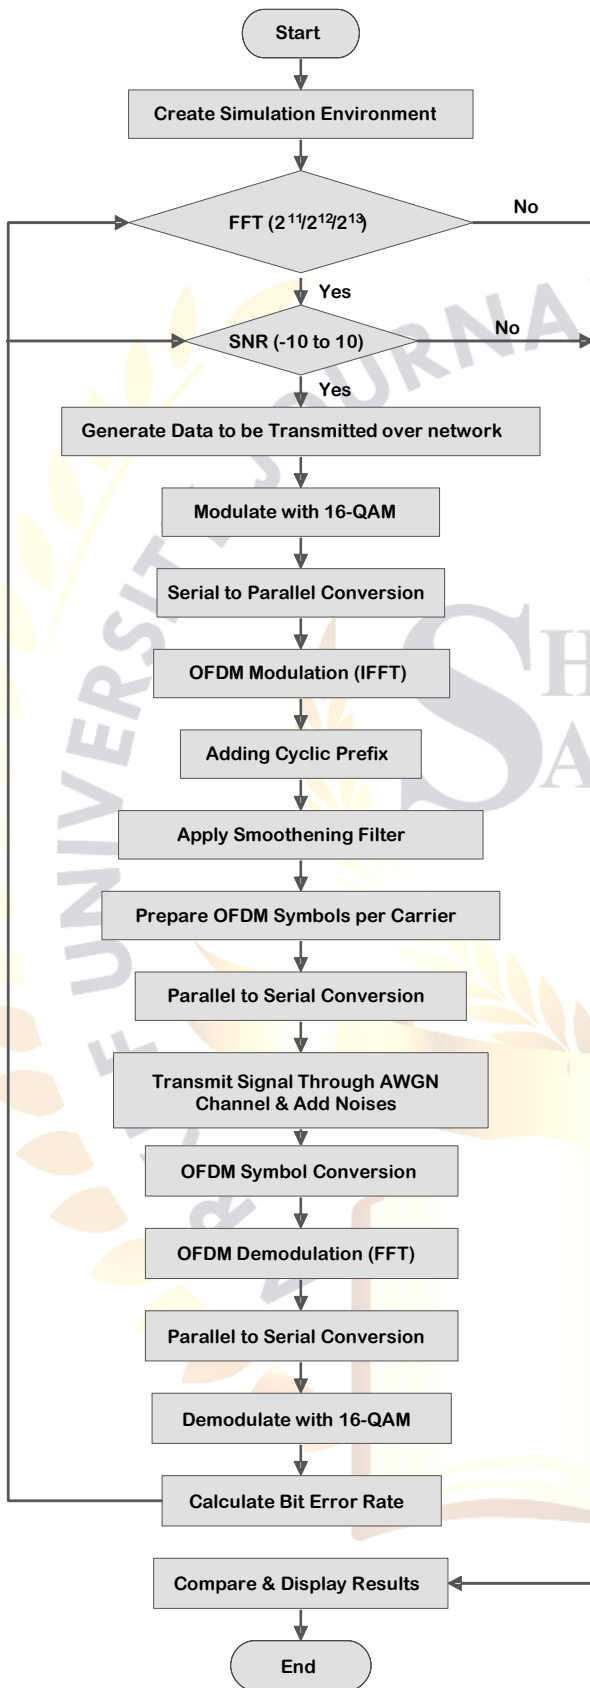 Start
Create Simulation Environment
FFT (2¹¹/2¹²/2¹³)
No
Yes
SNR (-10 to 10)
No
Yes
Generate Data to be Transmitted over network
Modulate with 16-QAM
Serial to Parallel Conversion
OFDM Modulation (IFFT)
Adding Cyclic Prefix
Apply Smoothening Filter
Prepare OFDM Symbols per Carrier
Parallel to Serial Conversion
Transmit Signal Through AWGN
Channel & Add Noises
OFDM Symbol Conversion
OFDM Demodulation (FFT)
Parallel to Serial Conversion
Demodulate with 16-QAM
Calculate Bit Error Rate
Compare & Display Results
End
UNIVERSITY JOURNA
OF
SH
A